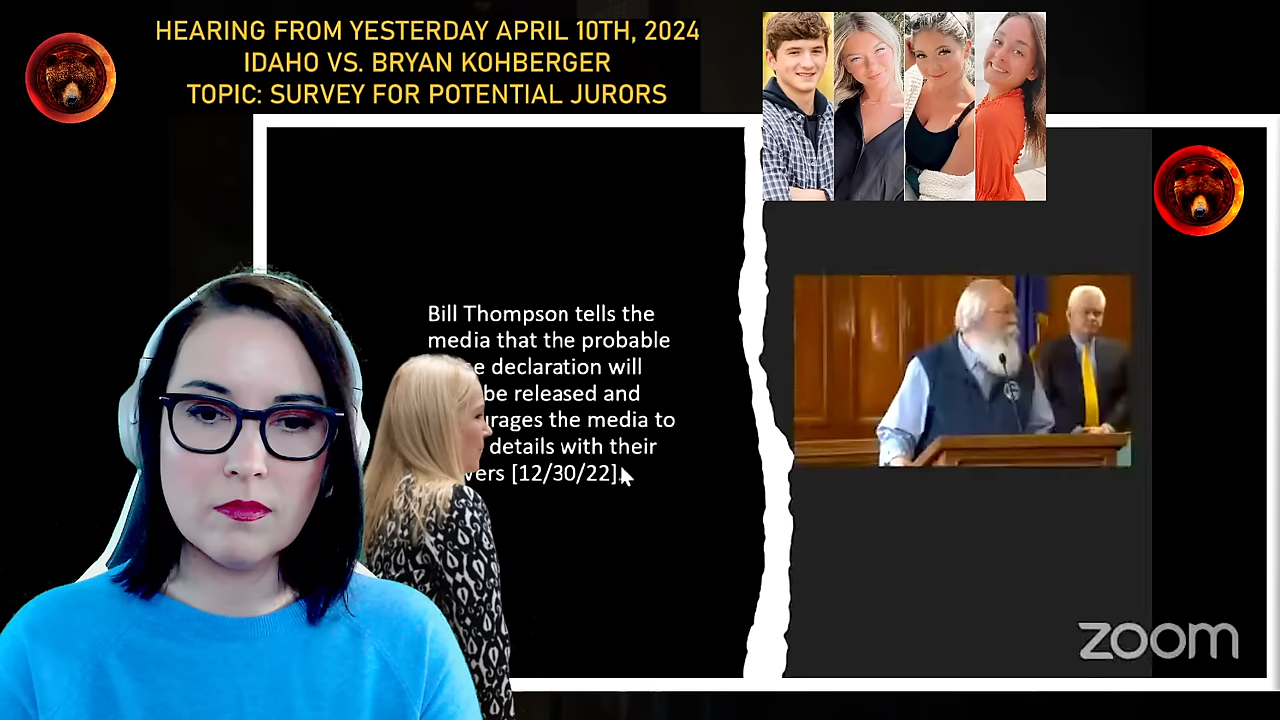 HEARING FROM YESTERDAY APRIL 10TH, 2024
IDAHO VS. BRYAN KOHBERGER
TOPIC: SURVEY FOR POTENTIAL JURORS
Bill Thompson tells the
media that the probable
declaration will
be released and
the media to
details with their
[12/30/22].
zoom